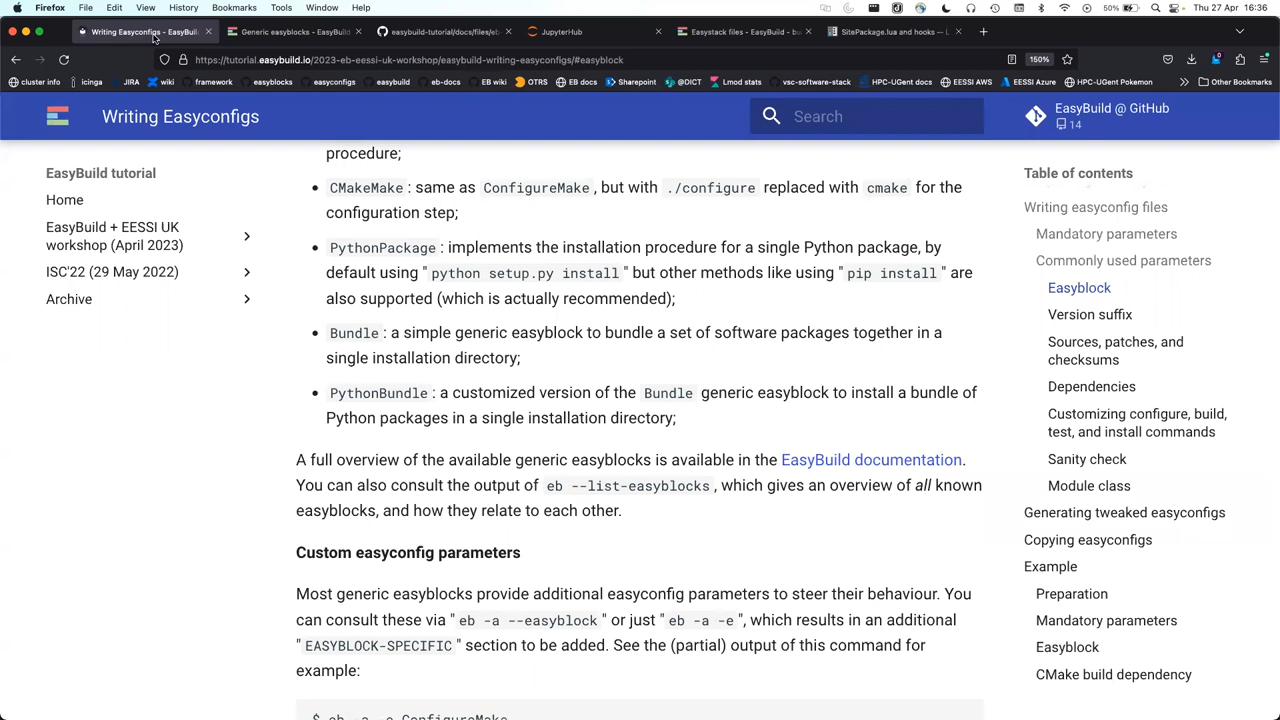 Firefox File Edit View History Bookmarks Tools Window Help 50% Thu 27 Apr 16:36
Writing Easyconfigs - EasyBuil Generic easyblocks - EasyBuild easybuild-tutorial/docs/files/eb- JupyterHub Easystack files - EasyBuild - bu SitePackage.lua and hooks — l
https://tutorial.easybuild.io/2023-eb-eessi-uk-workshop/easybuild-writing-easyconfigs/#easyblock 150%
cluster info icinga JIRA wiki framework easyblocks easyconfigs easybuild eb-docs EB wiki OTRS EB docs Sharepoint @DICT Lmod stats vsc-software-stack HPC-UGent docs EESSI AWS EESSI Azure HPC-UGent Pokemon Other Bookmarks
Writing Easyconfigs
Search
EasyBuild @ GitHub
14
EasyBuild tutorial
Home
EasyBuild + EESSI UK
workshop (April 2023)
ISC'22 (29 May 2022)
Archive
procedure;
• CMakeMake: same as ConfigureMake, but with ./configure replaced with cmake for the
configuration step;
• PythonPackage: implements the installation procedure for a single Python package, by
default using "python setup.py install" but other methods like using "pip install" are
also supported (which is actually recommended);
• Bundle: a simple generic easyblock to bundle a set of software packages together in a
single installation directory;
• PythonBundle: a customized version of the Bundle generic easyblock to install a bundle of
Python packages in a single installation directory;
A full overview of the available generic easyblocks is available in the EasyBuild documentation.
You can also consult the output of eb --list-easyblocks, which gives an overview of all known
easyblocks, and how they relate to each other.
Custom easyconfig parameters
Most generic easyblocks provide additional easyconfig parameters to steer their behaviour. You
can consult these via "eb -a --easyblock" or just "eb -a -e", which results in an additional
"EASYBLOCK-SPECIFIC" section to be added. See the (partial) output of this command for
example:
$ eb -a -e ConfigureMake
Table of contents
Writing easyconfig files
Mandatory parameters
Commonly used parameters
Easyblock
Version suffix
Sources, patches, and
checksums
Dependencies
Customizing configure, build,
test, and install commands
Sanity check
Module class
Generating tweaked easyconfigs
Copying easyconfigs
Example
Preparation
Mandatory parameters
Easyblock
CMake build dependency